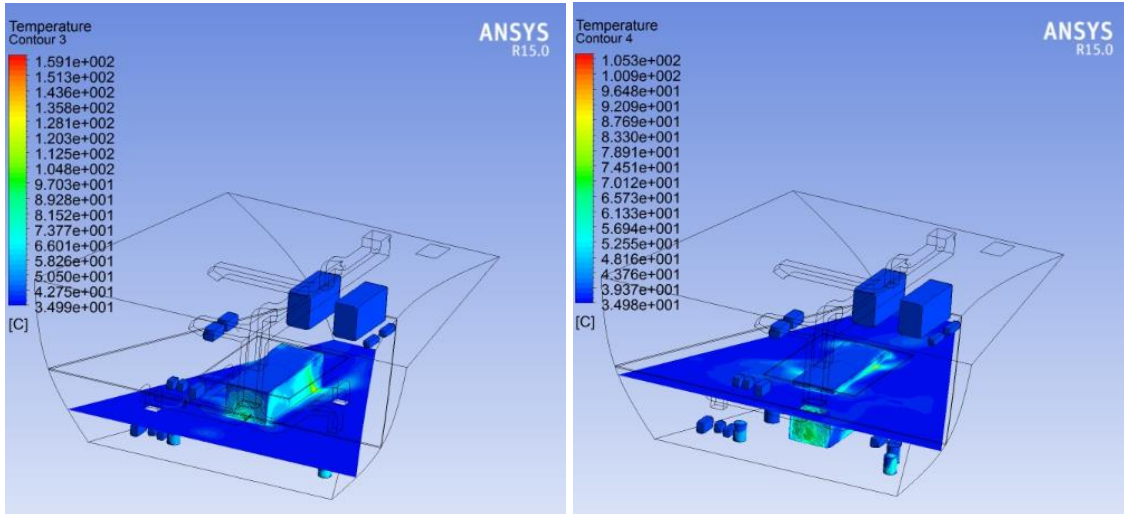 Temperature
Contour 3
ANSYS
R15.0
1.591e+002
1.513e+002
1.436e+002
1.358e+002
1.281e+002
1.203e+002
1.125e+002
1.048e+002
9.703e+001
8.928e+001
8.152e+001
7.377e+001
6.601e+001
5.826e+001
5.050e+001
4.275e+001
3.499e+001
[C]
Temperature
Contour 4
ANSYS
R15.0
1.053e+002
1.009e+002
9.648e+001
9.209e+001
8.769e+001
8.330e+001
7.891e+001
7.451e+001
7.012e+001
6.573e+001
6.133e+001
5.694e+001
5.255e+001
4.816e+001
4.376e+001
3.937e+001
3.498e+001
[C]